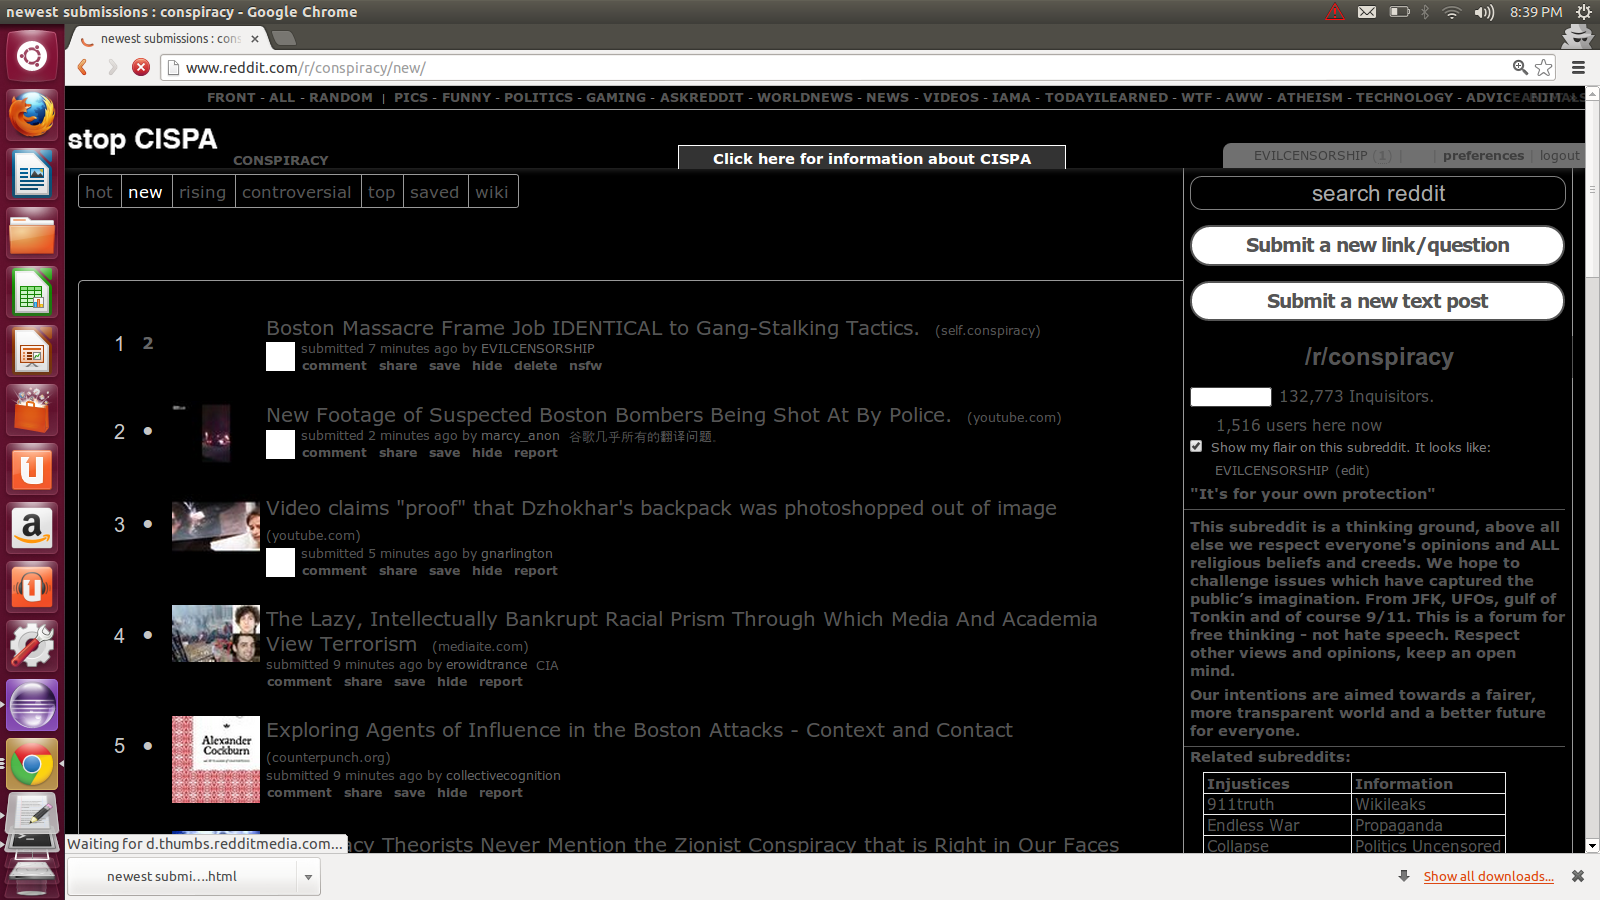 newest submissions : conspiracy - Google Chrome
8:39 PM
newest submissions : cons
www.reddit.com/r/conspiracy/new/
FRONT - ALL - RANDOM | PICS - FUNNY - POLITICS - GAMING - ASKREDDIT - WORLDNEWS - NEWS - VIDEOS - IAMA - TODAYILEARNED - WTF - AWW - ATHEISM - TECHNOLOGY -
stop CISPA
CONSPIRACY
Click here for information about CISPA
EVILCENSORSHIP (1) | | preferences | logout
hot new rising controversial top saved wiki
1 2
Boston Massacre Frame Job IDENTICAL to Gang-Stalking Tactics. (self.conspiracy)
submitted 7 minutes ago by EVILCENSORSHIP
comment share save hide delete nsfw
2 •
New Footage of Suspected Boston Bombers Being Shot At By Police. (youtube.com)
submitted 2 minutes ago by marcy_anon 谷歌几乎所有的翻译问题.
comment share save hide report
3 •
Video claims "proof" that Dzhokhar's backpack was photoshopped out of image
(youtube.com)
submitted 5 minutes ago by gnarlington
comment share save hide report
4 •
The Lazy, Intellectually Bankrupt Racial Prism Through Which Media And Academia
View Terrorism (mediaite.com)
submitted 9 minutes ago by erowidtrance CIA
comment share save hide report
5 •
Alexander
Cockburn
Exploring Agents of Influence in the Boston Attacks - Context and Contact
(counterpunch.org)
submitted 9 minutes ago by collectivecognition
comment share save hide report
acy Theorists Never Mention the Zionist Conspiracy that is Right in Our Faces
search reddit
Submit a new link/question
Submit a new text post
/r/conspiracy
132,773 Inquisitors.
1,516 users here now
Show my flair on this subreddit. It looks like:
EVILCENSORSHIP (edit)
"It's for your own protection"
This subreddit is a thinking ground, above all
else we respect everyone's opinions and ALL
religious beliefs and creeds. We hope to
challenge issues which have captured the
public's imagination. From JFK, UFOs, gulf of
Tonkin and of course 9/11. This is a forum for
free thinking - not hate speech. Respect
other views and opinions, keep an open
mind.
Our intentions are aimed towards a fairer,
more transparent world and a better future
for everyone.
Related subreddits:
Injustices Information
911truth Wikileaks
Endless War Propaganda
Collapse Politics Uncensored
Waiting for d.thumbs.redditmedia.com...
newest submi....html
Show all downloads...